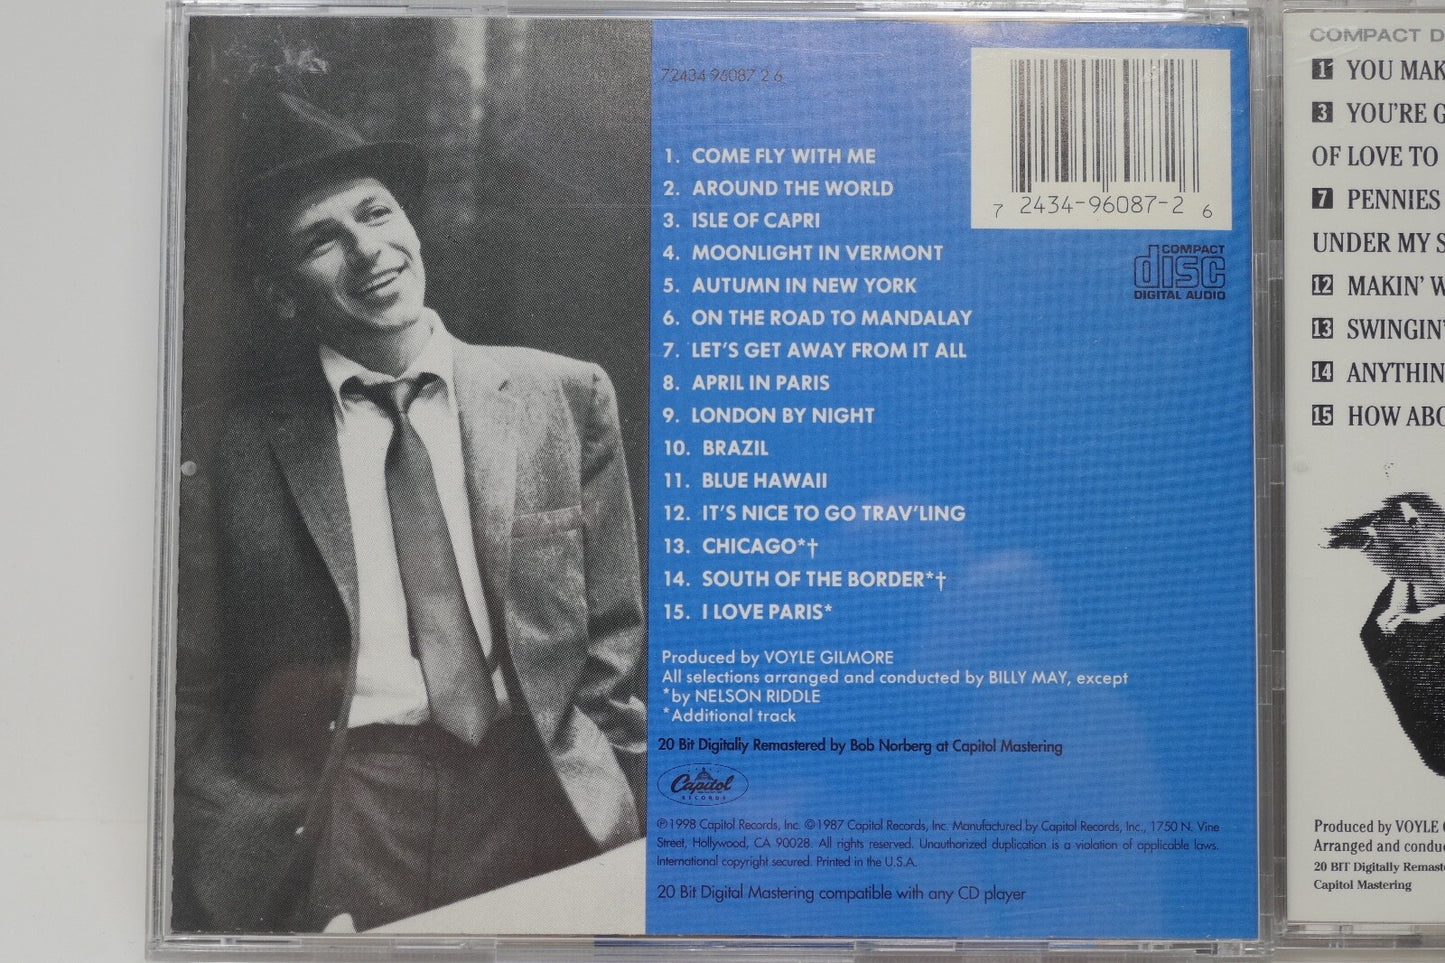 72434 96087 2 6
7 2434-96087-2 6
COMPACT
disc
DIGITAL AUDIO
1. COME FLY WITH ME
2. AROUND THE WORLD
3. ISLE OF CAPRI
4. MOONLIGHT IN VERMONT
5. AUTUMN IN NEW YORK
6. ON THE ROAD TO MANDALAY
7. LET'S GET AWAY FROM IT ALL
8. APRIL IN PARIS
9. LONDON BY NIGHT
10. BRAZIL
11. BLUE HAWAII
12. IT'S NICE TO GO TRAV'LING
13. CHICAGO*†
14. SOUTH OF THE BORDER*†
15. I LOVE PARIS*
Produced by VOYLE GILMORE
All selections arranged and conducted by BILLY MAY, except
*by NELSON RIDDLE
*Additional track
20 Bit Digitally Remastered by Bob Norberg at Capitol Mastering
Capitol
RECORDS
℗1998 Capitol Records, Inc. ©1987 Capitol Records, Inc. Manufactured by Capitol Records, Inc., 1750 N. Vine
Street, Hollywood, CA 90028. All rights reserved. Unauthorized duplication is a violation of applicable laws.
International copyright secured. Printed in the U.S.A.
20 Bit Digital Mastering compatible with any CD player
COMPACT D
1 YOU MAK
3 YOU'RE G
OF LOVE TO
7 PENNIES
UNDER MY S
12 MAKIN' W
13 SWINGIN'
14 ANYTHIN
15 HOW ABO
Produced by VOYLE G
Arranged and conduc
20 BIT Digitally Remast
Capitol Mastering